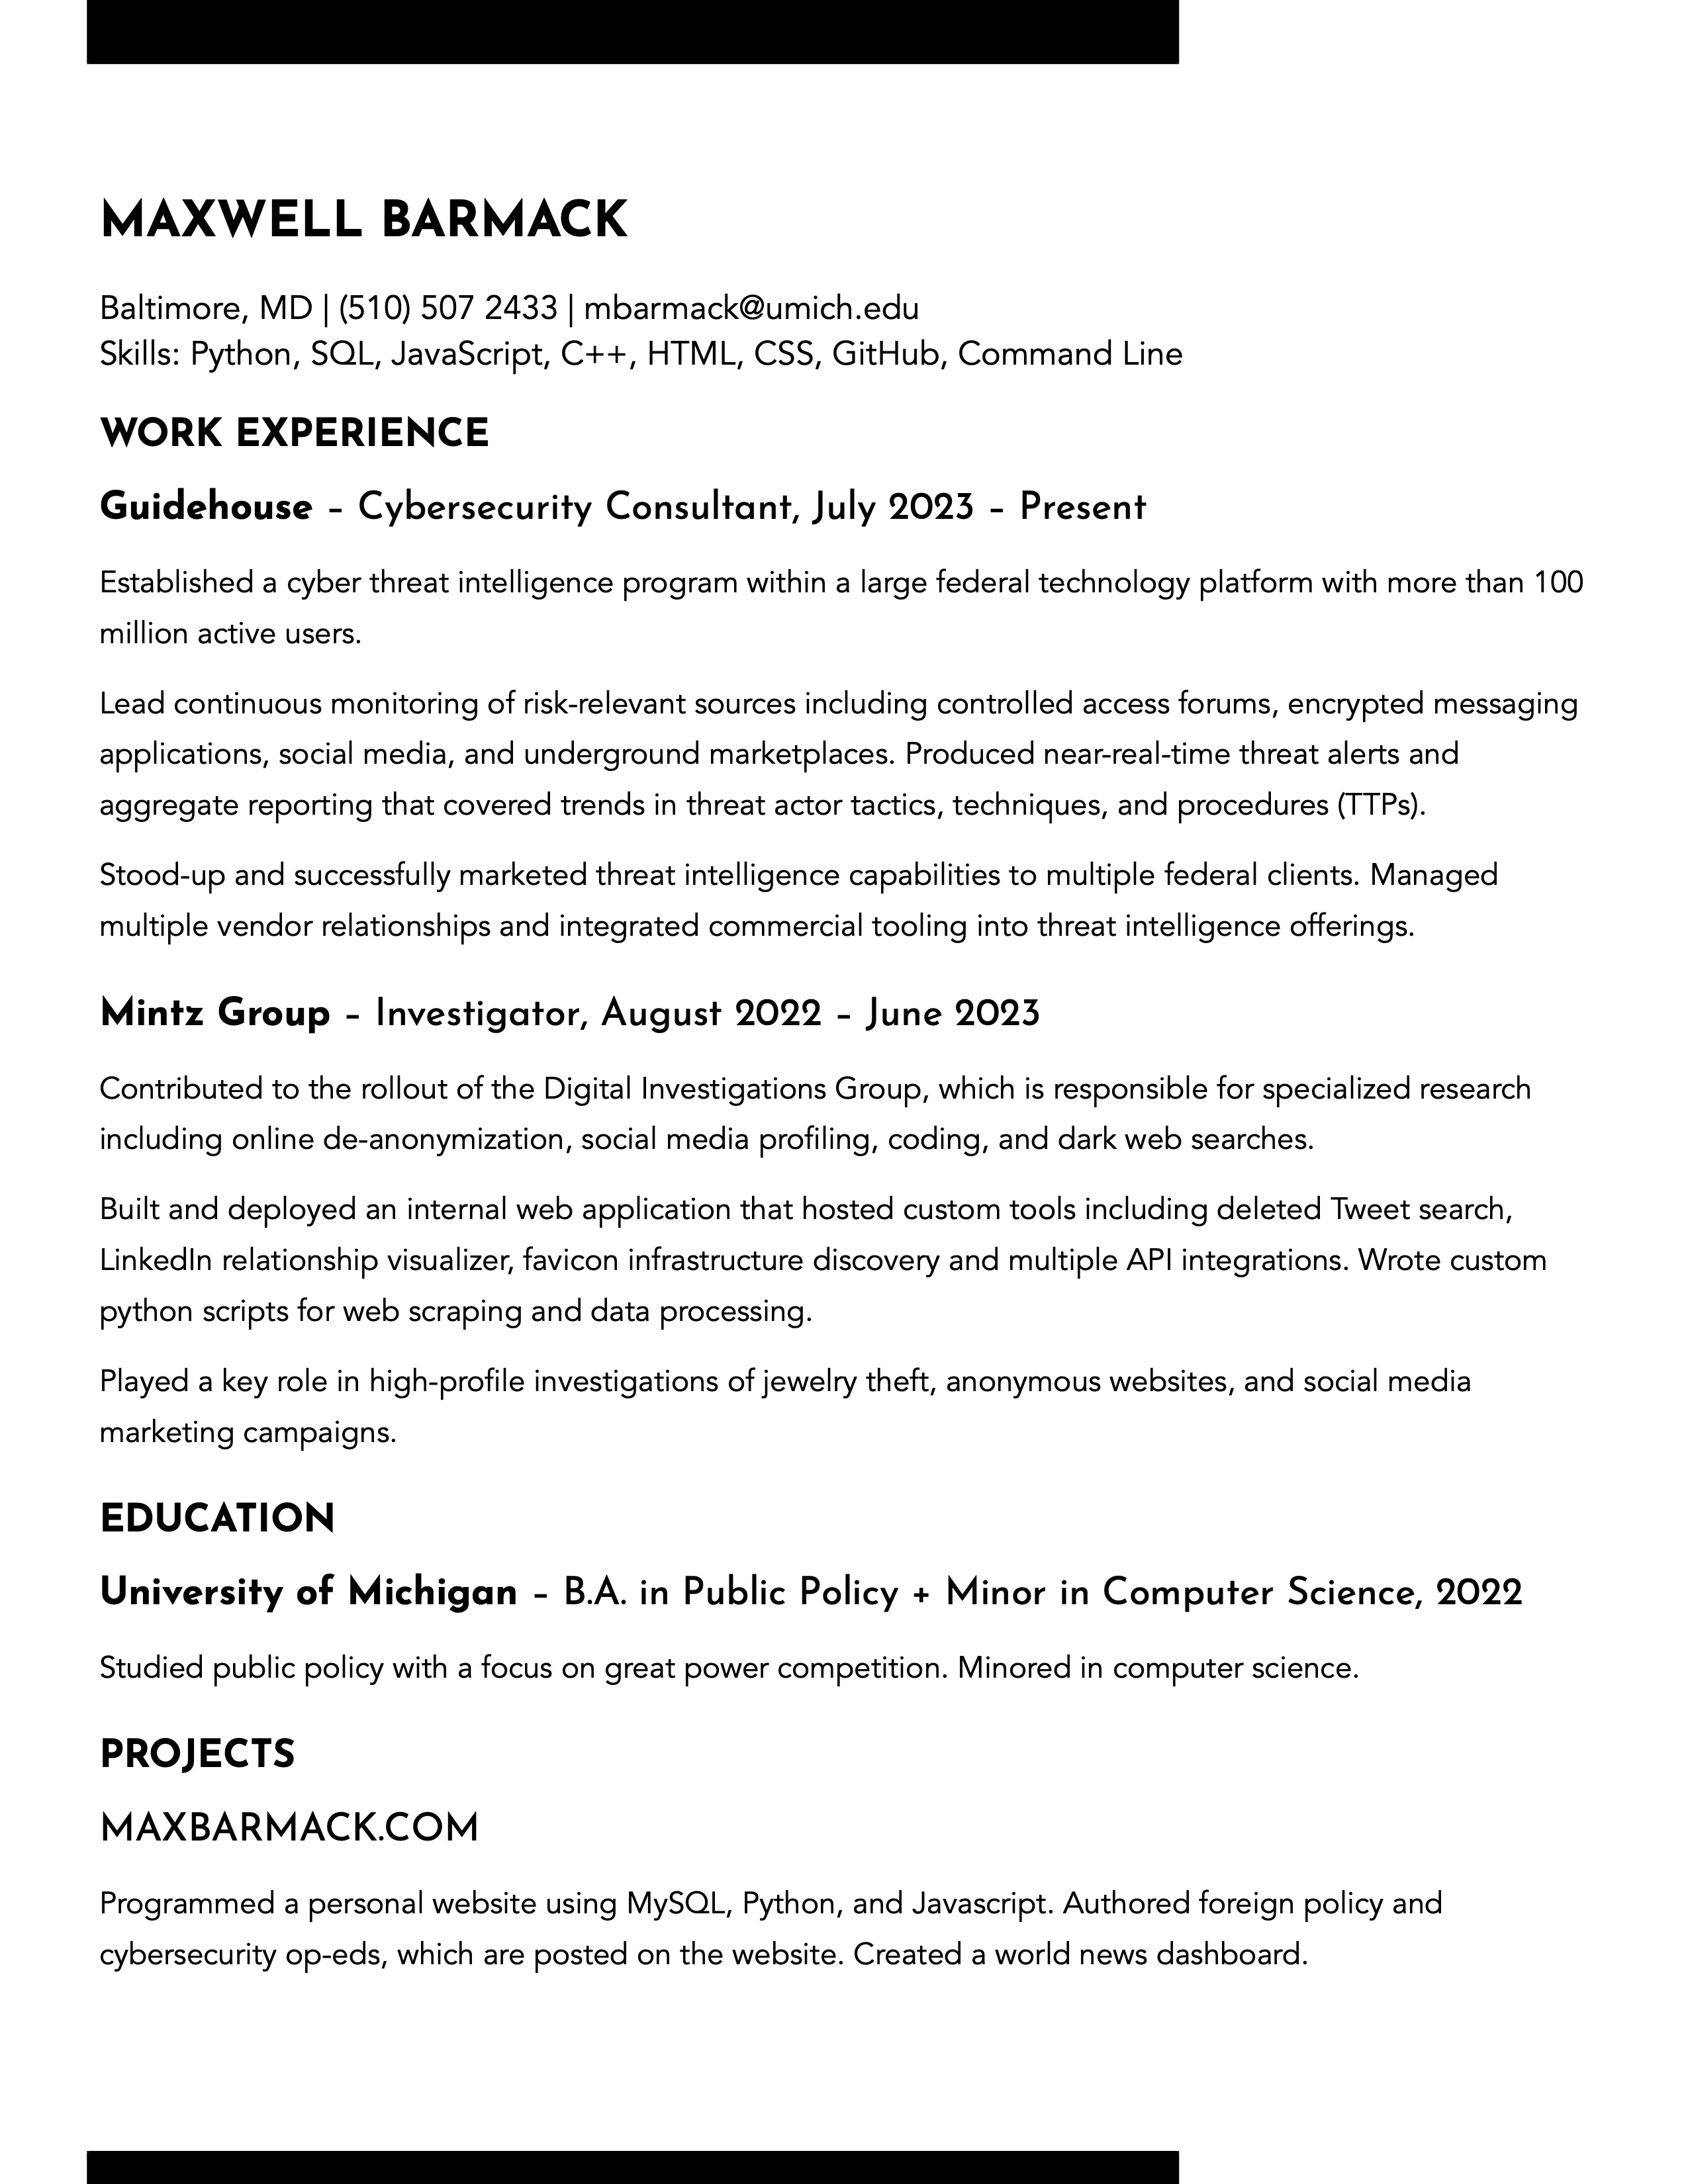 MAXWELL BARMACK
Baltimore, MD | (510) 507 2433 | mbarmack@umich.edu
Skills: Python, SQL, JavaScript, C++, HTML, CSS, GitHub, Command Line
WORK EXPERIENCE
Guidehouse – Cybersecurity Consultant, July 2023 – Present
Established a cyber threat intelligence program within a large federal technology platform with more than 100
million active users.
Lead continuous monitoring of risk-relevant sources including controlled access forums, encrypted messaging
applications, social media, and underground marketplaces. Produced near-real-time threat alerts and
aggregate reporting that covered trends in threat actor tactics, techniques, and procedures (TTPs).
Stood-up and successfully marketed threat intelligence capabilities to multiple federal clients. Managed
multiple vendor relationships and integrated commercial tooling into threat intelligence offerings.
Mintz Group – Investigator, August 2022 – June 2023
Contributed to the rollout of the Digital Investigations Group, which is responsible for specialized research
including online de-anonymization, social media profiling, coding, and dark web searches.
Built and deployed an internal web application that hosted custom tools including deleted Tweet search,
LinkedIn relationship visualizer, favicon infrastructure discovery and multiple API integrations. Wrote custom
python scripts for web scraping and data processing.
Played a key role in high-profile investigations of jewelry theft, anonymous websites, and social media
marketing campaigns.
EDUCATION
University of Michigan – B.A. in Public Policy + Minor in Computer Science, 2022
Studied public policy with a focus on great power competition. Minored in computer science.
PROJECTS
MAXBARMACK.COM
Programmed a personal website using MySQL, Python, and Javascript. Authored foreign policy and
cybersecurity op-eds, which are posted on the website. Created a world news dashboard.